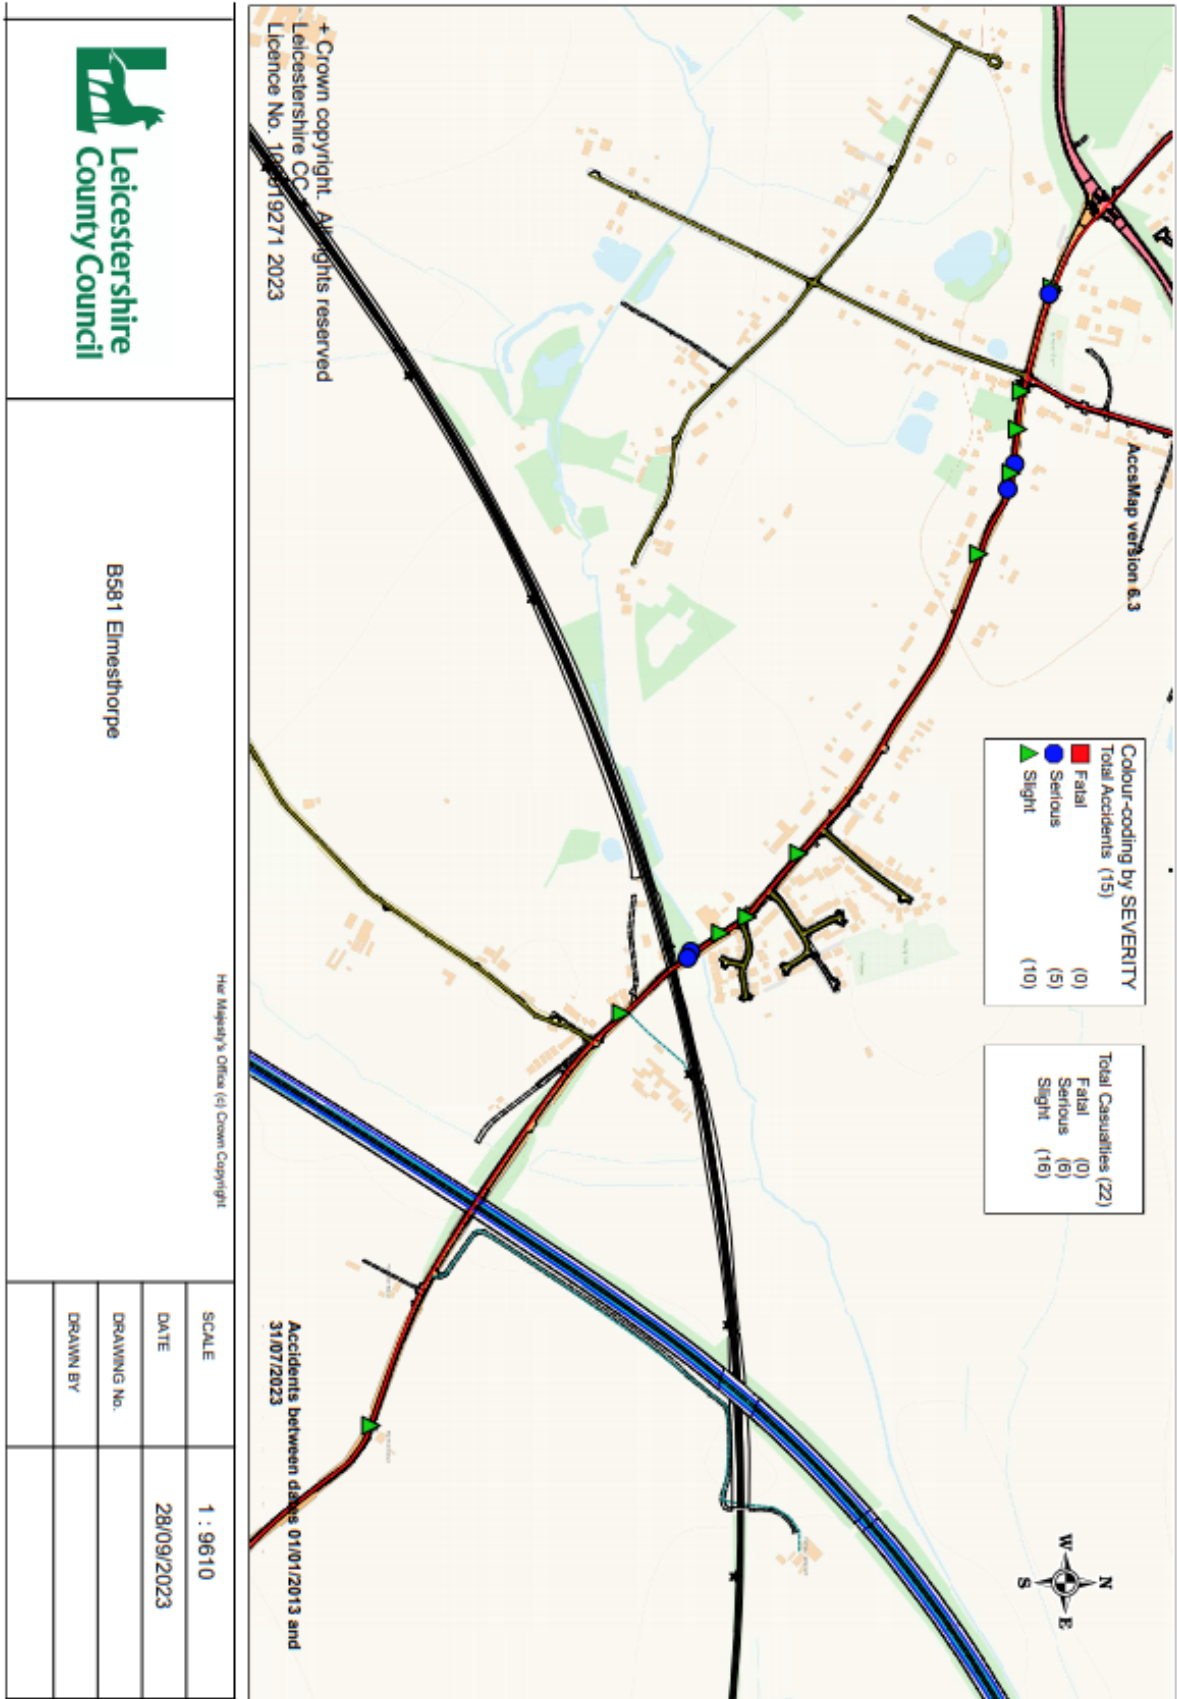 AccsMap version 6.3
Colour-coding by SEVERITY
Total Accidents (15)
Fatal (0)
Serious (5)
Slight (10)
Total Casualties (22)
Fatal (0)
Serious (6)
Slight (16)
N
W E
S
+ Crown copyright. All rights reserved
Leicestershire CC
Licence No. 100019271 2023
Accidents between dates 01/01/2013 and
31/07/2023
Her Majesty's Office (c) Crown Copyright
Leicestershire
County Council
B581 Elmesthorpe
SCALE 1 : 9610
DATE 28/09/2023
DRAWING No.
DRAWN BY